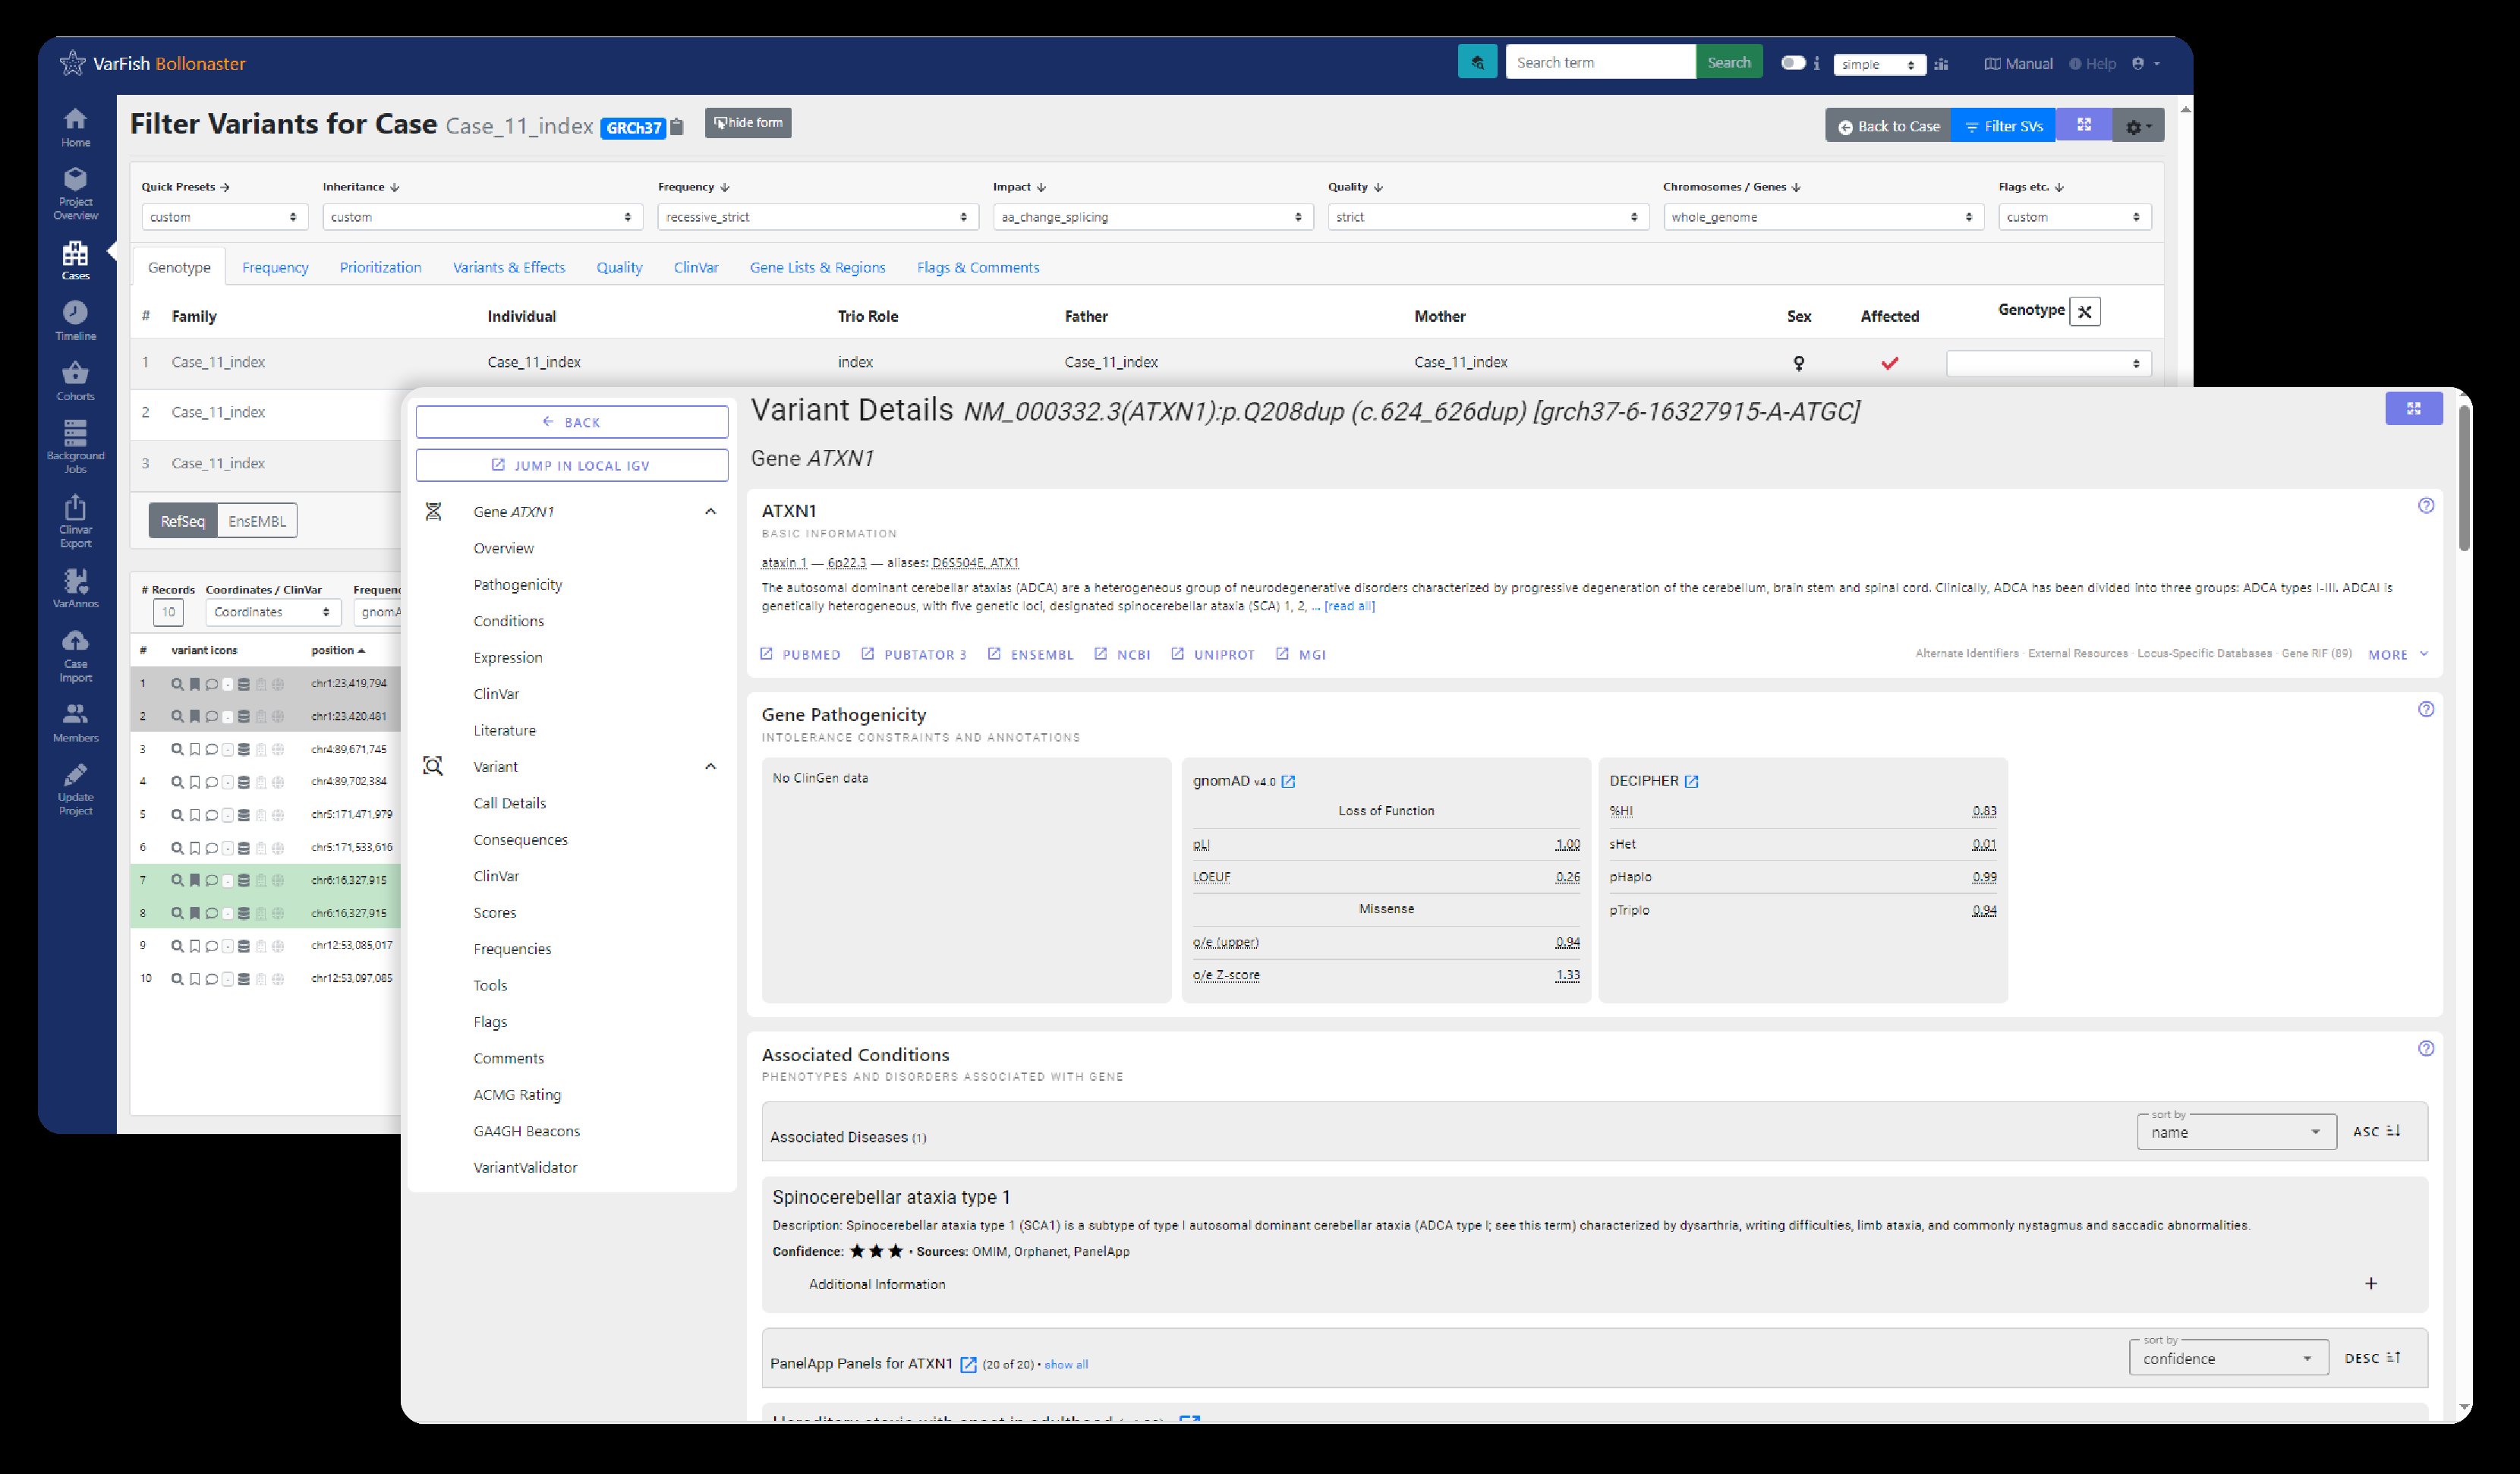 VarFish Bollonaster
Search term Search simple Manual Help
Home
Project Overview
Cases
Timeline
Cohorts
Background Jobs
Clinvar Export
VarAnnos
Case Import
Members
Update Project
Filter Variants for Case Case_11_index GRCh37 hide form
Back to Case Filter SVs
Quick Presets Inheritance Frequency Impact Quality Chromosomes / Genes Flags etc.
custom custom recessive_strict aa_change_splicing strict whole_genome custom
Genotype Frequency Prioritization Variants & Effects Quality ClinVar Gene Lists & Regions Flags & Comments
# Family Individual Trio Role Father Mother Sex Affected Genotype
1 Case_11_index Case_11_index index Case_11_index Case_11_index
2 Case_11_index
3 Case_11_index
RefSeq EnsEMBL
# Records Coordinates / ClinVar
10 Coordinates
# variant icons position
1 chr1:23,419,794
2 chr1:23,420,481
3 chr4:89,671,745
4 chr4:89,702,384
5 chr5:171,471,979
6 chr5:171,533,616
7 chr6:16,327,915
8 chr6:16,327,915
9 chr12:53,085,017
10 chr12:53,097,085
BACK
JUMP IN LOCAL IGV
Gene ATXN1
Overview
Pathogenicity
Conditions
Expression
ClinVar
Literature
Variant
Call Details
Consequences
ClinVar
Scores
Frequencies
Tools
Flags
Comments
ACMG Rating
GA4GH Beacons
VariantValidator
Variant Details NM_000332.3(ATXN1):p.Q208dup (c.624_626dup) [grch37-6-16327915-A-ATGC]
Gene ATXN1
ATXN1
BASIC INFORMATION
ataxin 1 — 6p22.3 — aliases: D6S504E, ATX1
The autosomal dominant cerebellar ataxias (ADCA) are a heterogeneous group of neurodegenerative disorders characterized by progressive degeneration of the cerebellum, brain stem and spinal cord. Clinically, ADCA has been divided into three groups: ADCA types I-III. ADCAI is
genetically heterogeneous, with five genetic loci, designated spinocerebellar ataxia (SCA) 1, 2, ... [read all]
PUBMED PUBTATOR 3 ENSEMBL NCBI UNIPROT MGI
Alternate Identifiers · External Resources · Locus-Specific Databases · Gene RIF (89) MORE
Gene Pathogenicity
INTOLERANCE CONSTRAINTS AND ANNOTATIONS
No ClinGen data
gnomAD v4.0
Loss of Function
pLI 1.00
LOEUF 0.26
Missense
o/e (upper) 0.94
o/e Z-score 1.33
DECIPHER
%HI 0.83
sHet 0.01
pHaplo 0.99
pTriplo 0.94
Associated Conditions
PHENOTYPES AND DISORDERS ASSOCIATED WITH GENE
Associated Diseases (1)
sort by
name
ASC
Spinocerebellar ataxia type 1
Description: Spinocerebellar ataxia type 1 (SCA1) is a subtype of type I autosomal dominant cerebellar ataxia (ADCA type I; see this term) characterized by dysarthria, writing difficulties, limb ataxia, and commonly nystagmus and saccadic abnormalities.
Confidence: ★★★ • Sources: OMIM, Orphanet, PanelApp
Additional Information +
PanelApp Panels for ATXN1 (20 of 20) • show all
sort by
confidence
DESC
Hereditary ataxia with onset in adulthood